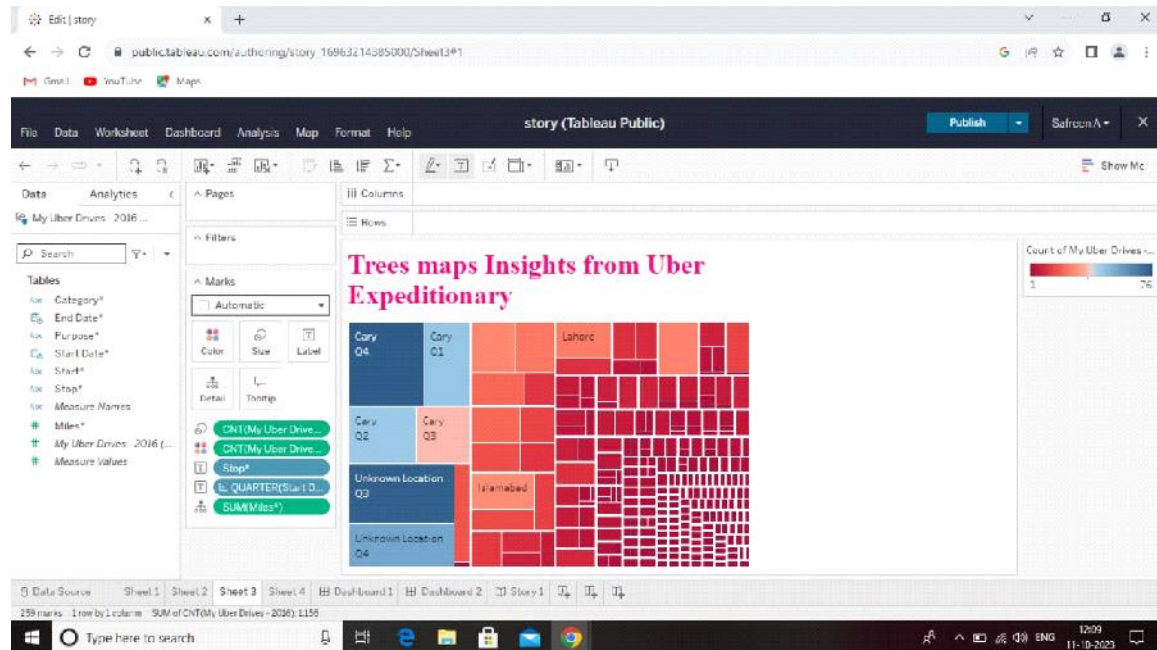 Edit | story
public.tableau.com/authoring/story_16963214385000/Sheet3#1
Gmail YouTube Maps
story (Tableau Public)
Publish
Safreen A
File Data Worksheet Dashboard Analysis Map Format Help
Show Me
Data Analytics
Pages
Columns
My Uber Drives - 2016 ...
Rows
Filters
Search
Trees maps Insights from Uber
Expeditionary
Count of My Uber Drives -...
1 76
Tables
Marks
Abc Category*
Automatic
End Date*
Abc Purpose*
Start Date*
Color Size Label
Abc Start*
Abc Stop*
Detail Tooltip
Abc Measure Names
# Miles*
# My Uber Drives - 2016 (...
# Measure Values
CNT(My Uber Drive...
CNT(My Uber Drive...
Stop*
QUARTER(Start D...
SUM(Miles*)
Cary
Q4
Cary
Q1
Lahore
Cary
Q2
Cary
Q3
Unknown Location
Q3
Islamabad
Unknown Location
Q4
Data Source Sheet 1 Sheet 2 Sheet 3 Sheet 4 Dashboard 1 Dashboard 2 Story 1
259 marks 1 row by 1 column SUM of CNT(My Uber Drives - 2016): 1,156
Type here to search
ENG
12:09
11-10-2023